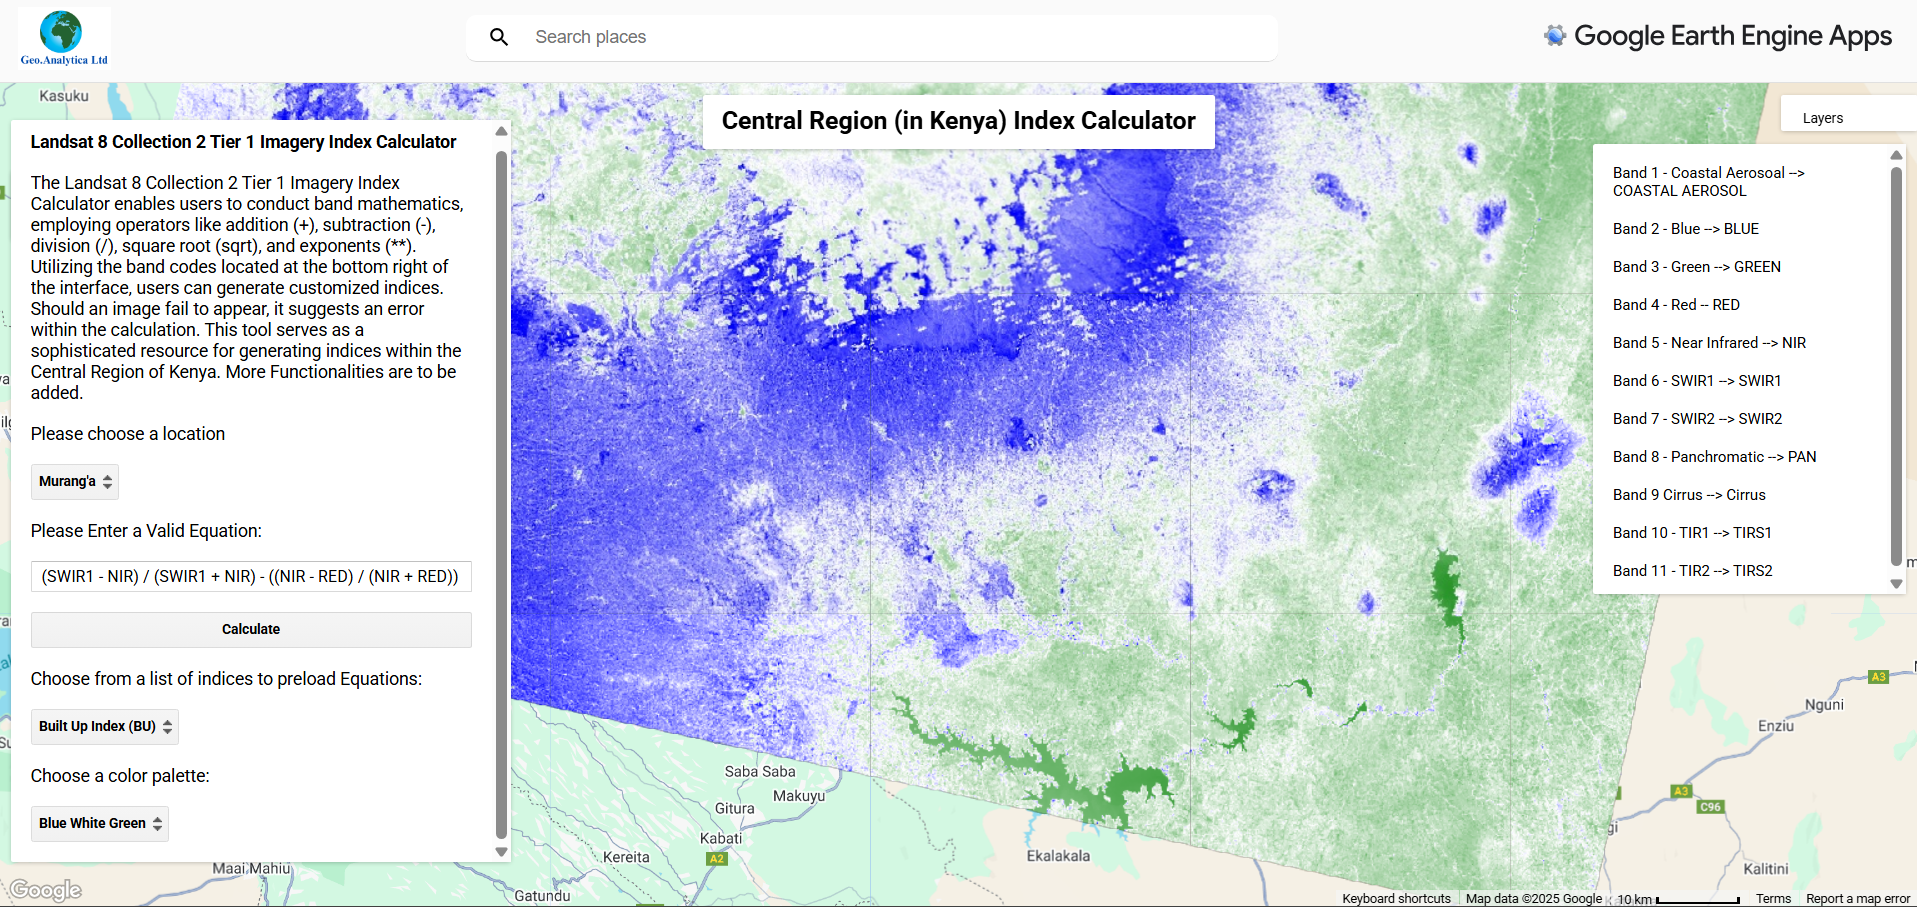 Geo.Analytica Ltd
Search places
Google Earth Engine Apps
Kasuku
Central Region (in Kenya) Index Calculator
Layers
Landsat 8 Collection 2 Tier 1 Imagery Index Calculator
The Landsat 8 Collection 2 Tier 1 Imagery Index
Calculator enables users to conduct band mathematics,
employing operators like addition (+), subtraction (-),
division (/), square root (sqrt), and exponents (**).
Utilizing the band codes located at the bottom right of
the interface, users can generate customized indices.
Should an image fail to appear, it suggests an error
within the calculation. This tool serves as a
sophisticated resource for generating indices within the
Central Region of Kenya. More Functionalities are to be
added.
Please choose a location
Murang'a
Please Enter a Valid Equation:
(SWIR1 - NIR) / (SWIR1 + NIR) - ((NIR - RED) / (NIR + RED))
Calculate
Choose from a list of indices to preload Equations:
Built Up Index (BU)
Choose a color palette:
Blue White Green
Band 1 - Coastal Aerosoal -->
COASTAL AEROSOL
Band 2 - Blue --> BLUE
Band 3 - Green --> GREEN
Band 4 - Red -- RED
Band 5 - Near Infrared --> NIR
Band 6 - SWIR1 --> SWIR1
Band 7 - SWIR2 --> SWIR2
Band 8 - Panchromatic --> PAN
Band 9 Cirrus --> Cirrus
Band 10 - TIR1 --> TIRS1
Band 11 - TIR2 --> TIRS2
A3
Nguni
Enziu
Saba Saba
Makuyu
Gitura
A3
C96
Kabati
A2
Kereita
Ekalakala
Maai Mahiu
Kalitini
Gatundu
Google
Keyboard shortcuts
Map data ©2025 Google
10 km
Terms
Report a map error